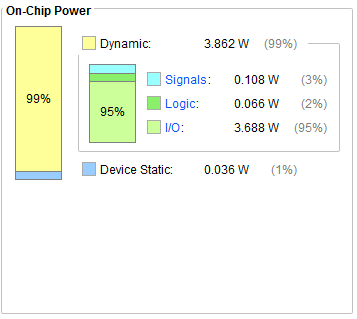 On-Chip Power
Dynamic: 3.862 W (99%)
99%
Signals: 0.108 W (3%)
Logic: 0.066 W (2%)
95%
I/O: 3.688 W (95%)
Device Static: 0.036 W (1%)